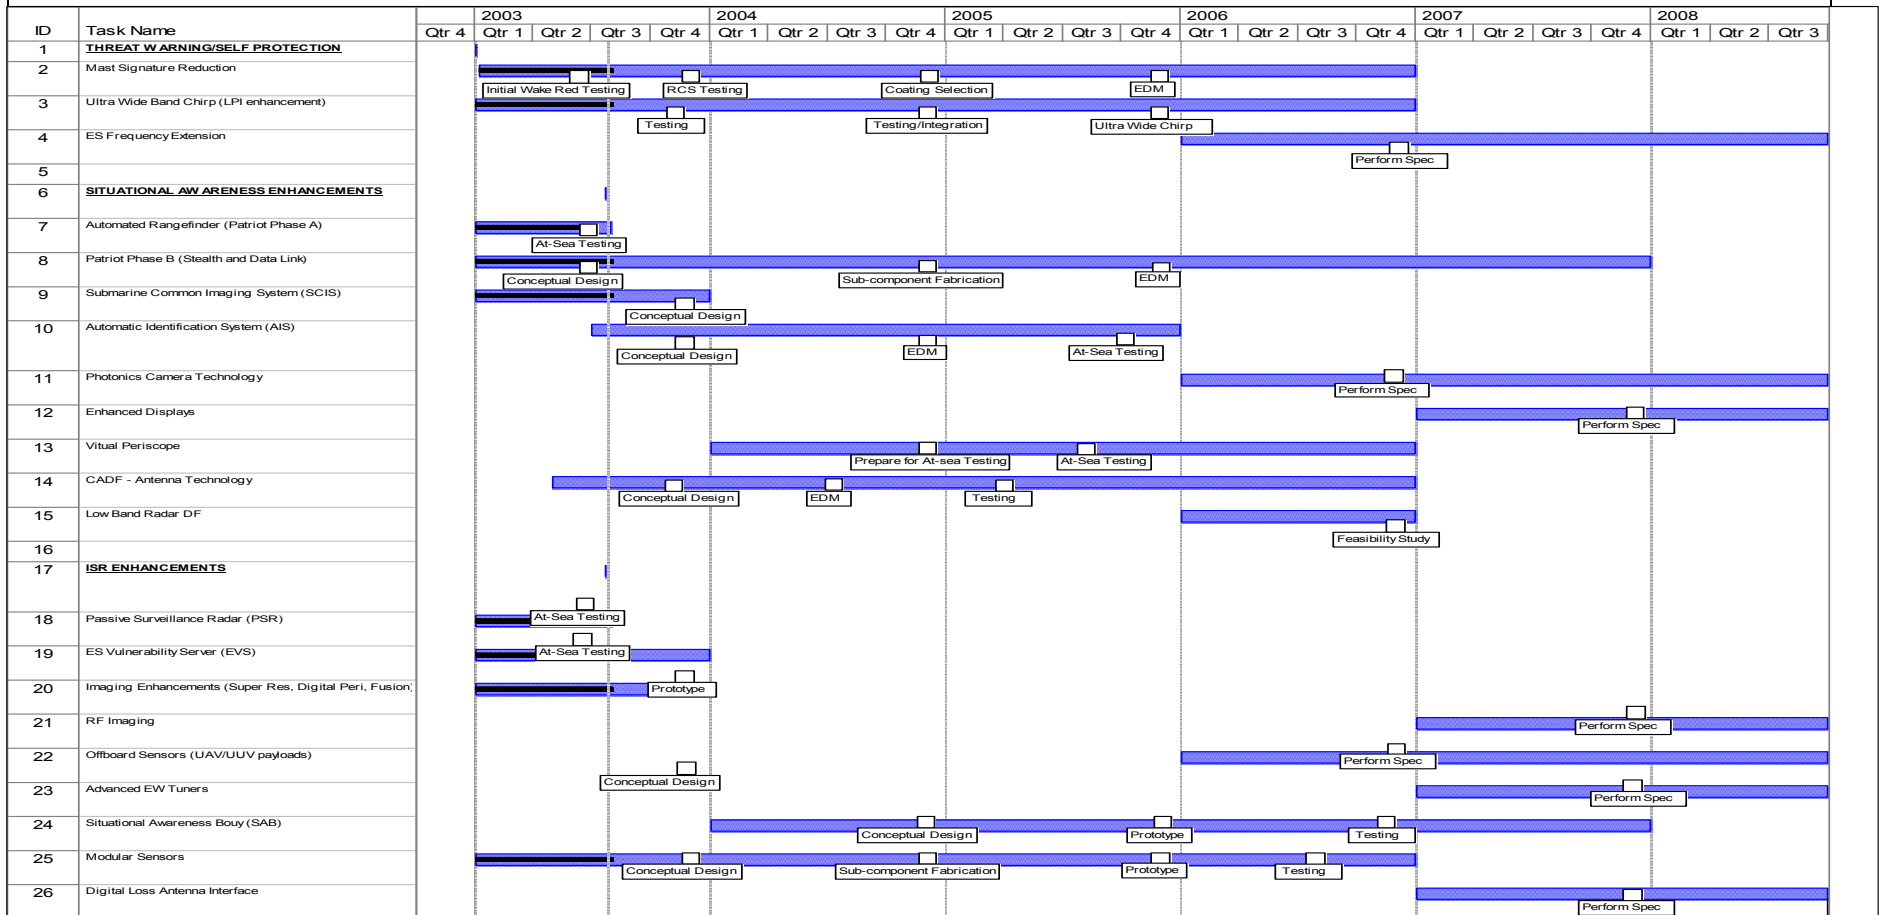 2003 2004 2005 2006 2007 2008
ID Task Name Qtr 4 Qtr 1 Qtr 2 Qtr 3 Qtr 4 Qtr 1 Qtr 2 Qtr 3 Qtr 4 Qtr 1 Qtr 2 Qtr 3 Qtr 4 Qtr 1 Qtr 2 Qtr 3 Qtr 4 Qtr 1 Qtr 2 Qtr 3 Qtr 4 Qtr 1 Qtr 2 Qtr 3
1 THREAT WARNING/SELF PROTECTION
2 Mast Signature Reduction
Initial Wake Red Testing RCS Testing Coating Selection EDM
3 Ultra Wide Band Chirp (LPI enhancement)
Testing Testing/Integration Ultra Wide Chirp
4 ES Frequency Extension
Perform Spec
5
6 SITUATIONAL AWARENESS ENHANCEMENTS
7 Automated Rangefinder (Patriot Phase A)
At-Sea Testing
8 Patriot Phase B (Stealth and Data Link)
Conceptual Design Sub-component Fabrication EDM
9 Submarine Common Imaging System (SCIS)
Conceptual Design
10 Automatic Identification System (AIS)
Conceptual Design EDM At-Sea Testing
11 Photonics Camera Technology
Perform Spec
12 Enhanced Displays
Perform Spec
13 Vitual Periscope
Prepare for At-sea Testing At-Sea Testing
14 CADF - Antenna Technology
Conceptual Design EDM Testing
15 Low Band Radar DF
Feasibility Study
16
17 ISR ENHANCEMENTS
18 Passive Surveillance Radar (PSR) At-Sea Testing
19 ES Vulnerability Server (EVS) At-Sea Testing
20 Imaging Enhancements (Super Res, Digital Peri, Fusion) Prototype
21 RF Imaging Perform Spec
22 Offboard Sensors (UAV/UUV payloads) Perform Spec
Conceptual Design
23 Advanced EW Tuners Perform Spec
24 Situational Awareness Bouy (SAB)
Conceptual Design Prototype Testing
25 Modular Sensors
Conceptual Design Sub-component Fabrication Prototype Testing
26 Digital Loss Antenna Interface
Perform Spec